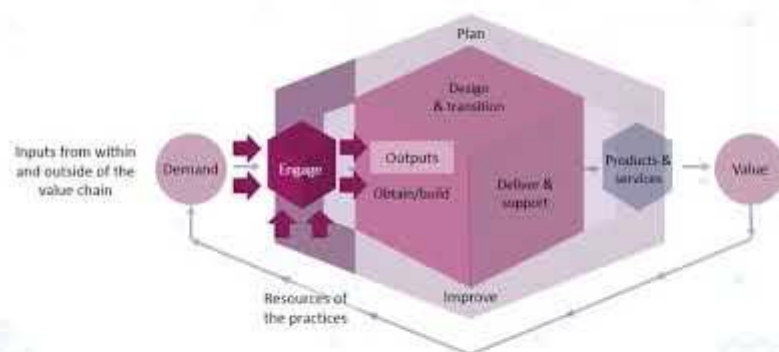 Plan
Design
& transition
Inputs from within
and outside of the
value chain
Demand
Engage
Outputs
Obtain/build
Deliver &
support
Products &
services
Value
Resources of
the practices
Improve